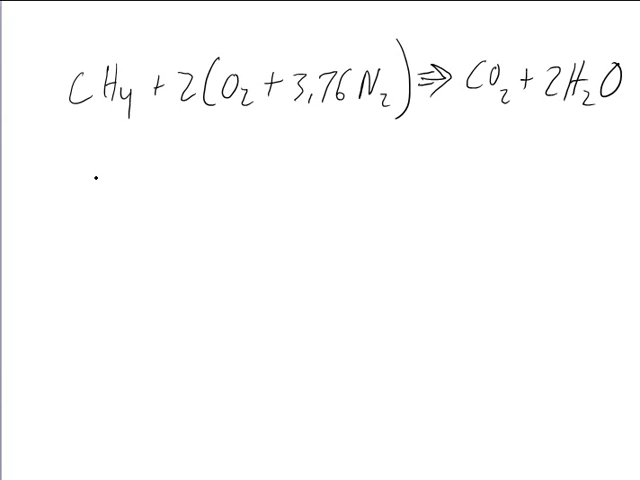 CH₄ + 2(O₂ + 3,76N₂) ⇒ CO₂ + 2H₂O